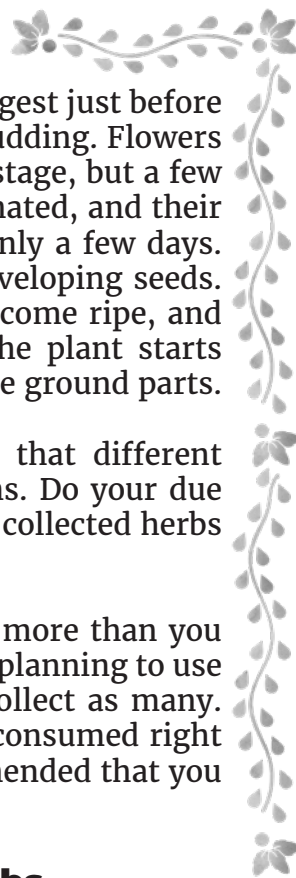 gest just before
udding. Flowers
stage, but a few
nated, and their
nly a few days.
veloping seeds.
come ripe, and
he plant starts
e ground parts.
that different
ns. Do your due
collected herbs
more than you
planning to use
ollect as many.
consumed right
nended that you
bs